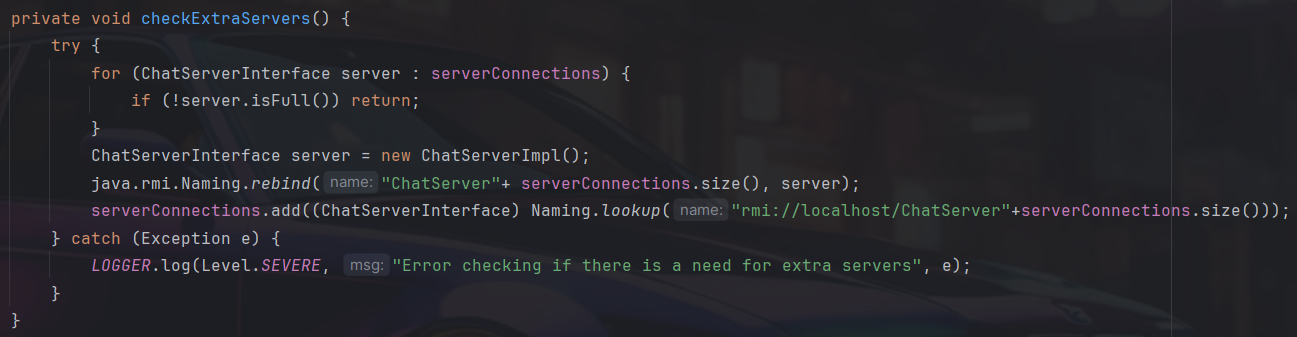 private void checkExtraServers() {
try {
for (ChatServerInterface server : serverConnections) {
if (!server.isFull()) return;
}
ChatServerInterface server = new ChatServerImpl();
java.rmi.Naming.rebind( name: "ChatServer"+ serverConnections.size(), server);
serverConnections.add((ChatServerInterface) Naming.lookup( name: "rmi://localhost/ChatServer"+serverConnections.size()));
} catch (Exception e) {
LOGGER.log(Level.SEVERE, msg: "Error checking if there is a need for extra servers", e);
}
}